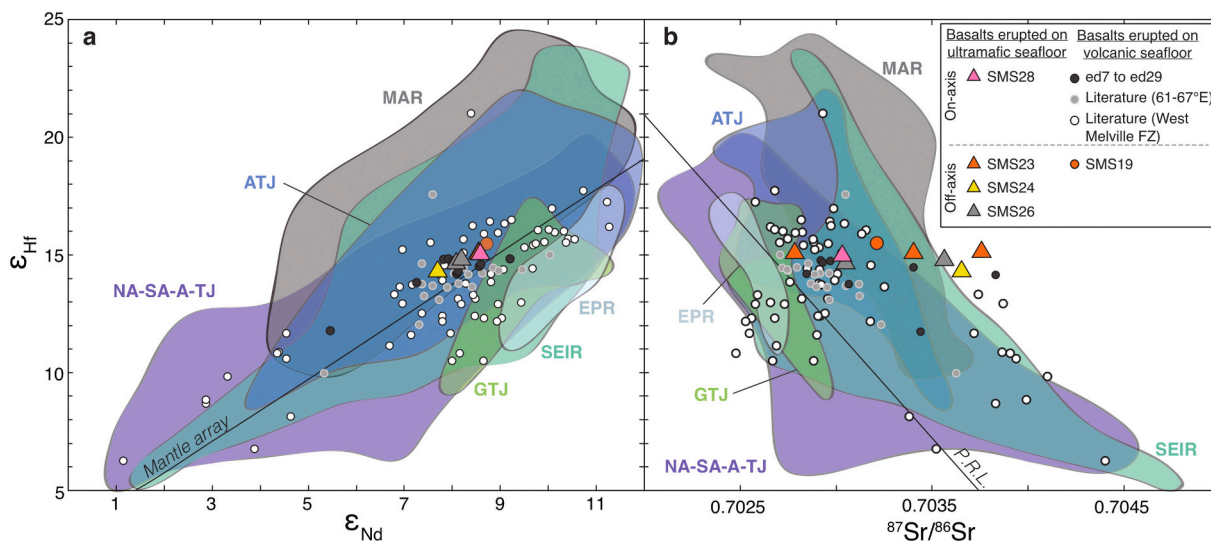 25
20
εHf
15
10
5
a
MAR
ATJ
NA-SA-A-TJ
EPR
SEIR
GTJ
Mantle array
1
3
5
7
9
11
εNd
b
MAR
ATJ
EPR
GTJ
NA-SA-A-TJ
SEIR
P.R.L.
0.7025
0.7035
0.7045
87Sr/86Sr
Basalts erupted on
ultramafic seafloor
Basalts erupted on
volcanic seafloor
On-axis
SMS28
ed7 to ed29
Literature (61-67°E)
Literature (West
Melville FZ)
Off-axis
SMS23
SMS19
SMS24
SMS26